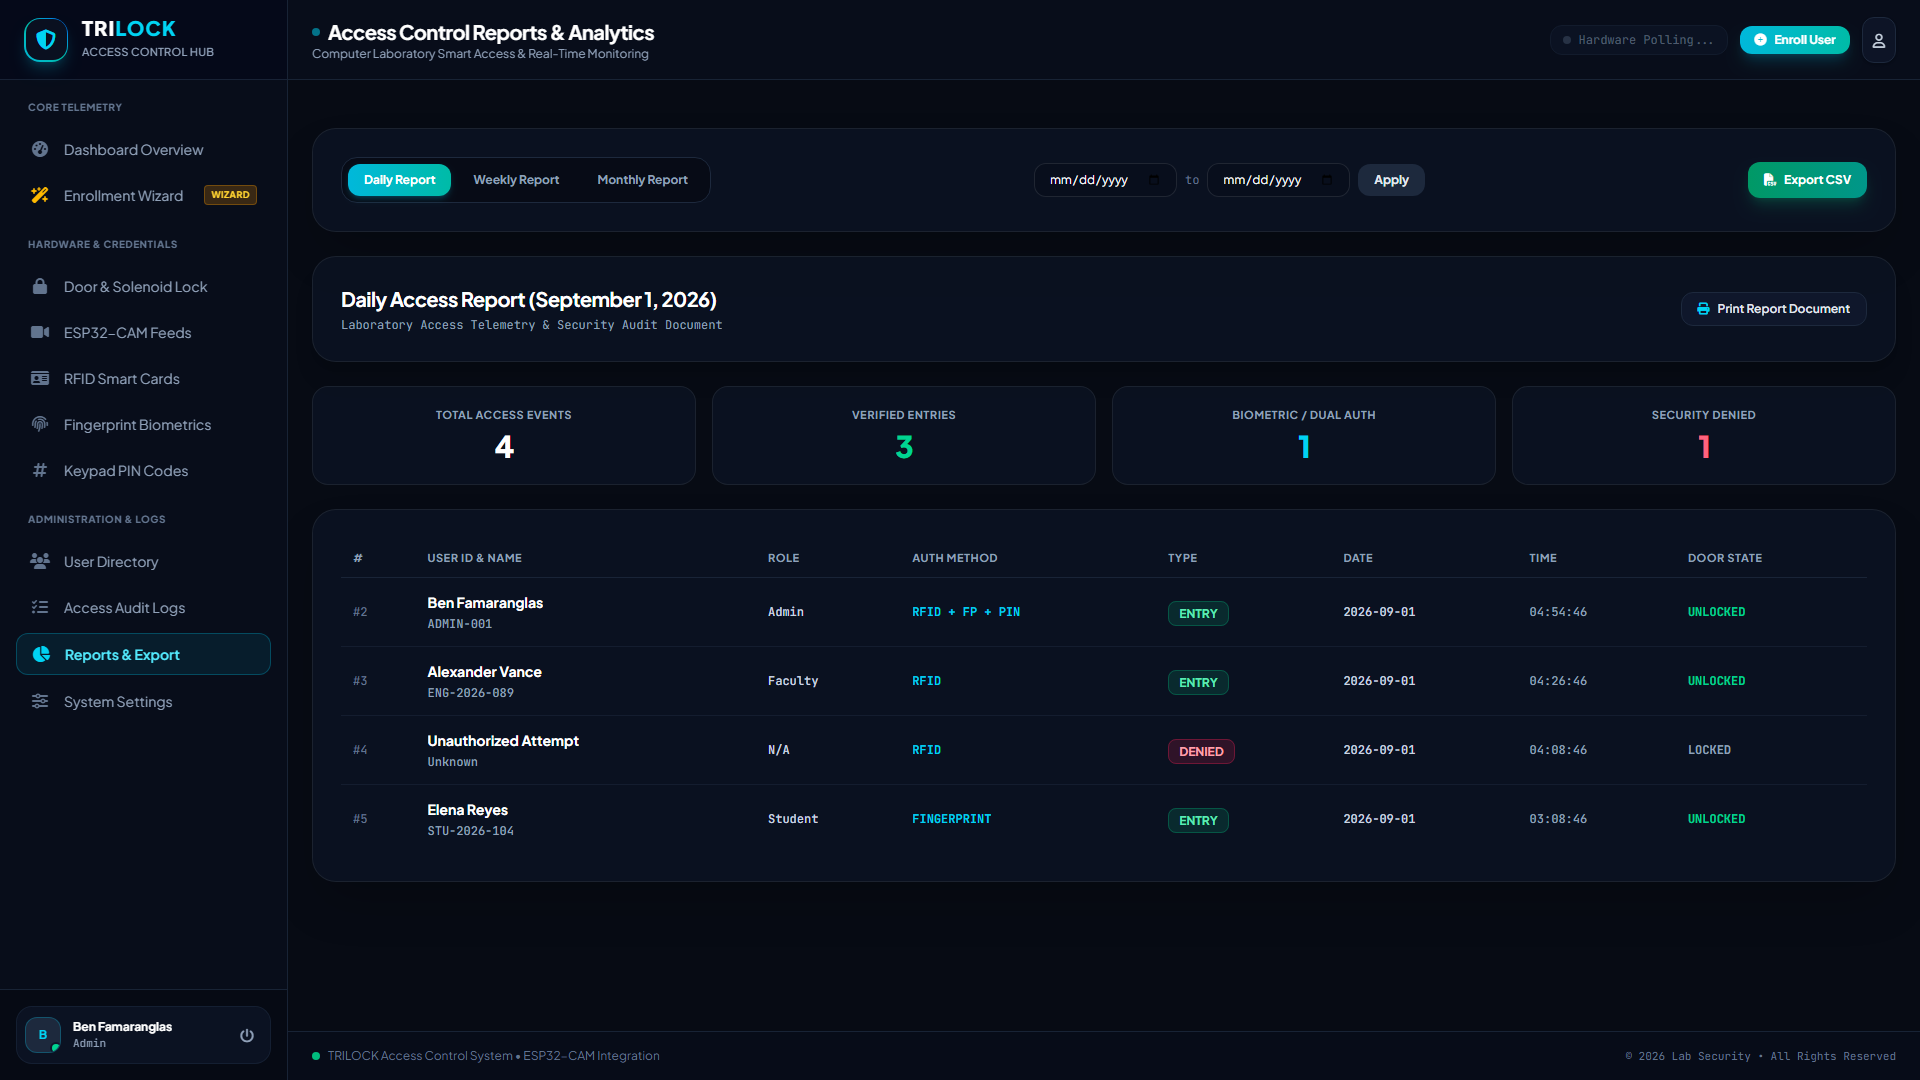 TRILOCK
ACCESS CONTROL HUB
CORE TELEMETRY
Dashboard Overview
Enrollment Wizard WIZARD
HARDWARE & CREDENTIALS
Door & Solenoid Lock
ESP32-CAM Feeds
RFID Smart Cards
Fingerprint Biometrics
Keypad PIN Codes
ADMINISTRATION & LOGS
User Directory
Access Audit Logs
Reports & Export
System Settings
B
Ben Famaranglas
Admin
Access Control Reports & Analytics
Computer Laboratory Smart Access & Real-Time Monitoring
Hardware Polling...
Enroll User
Daily Report Weekly Report Monthly Report
mm/dd/yyyy to mm/dd/yyyy Apply
Export CSV
Daily Access Report (September 1, 2026)
Laboratory Access Telemetry & Security Audit Document
Print Report Document
TOTAL ACCESS EVENTS
4
VERIFIED ENTRIES
3
BIOMETRIC / DUAL AUTH
1
SECURITY DENIED
1
# USER ID & NAME ROLE AUTH METHOD TYPE DATE TIME DOOR STATE
#2 Ben Famaranglas Admin RFID + FP + PIN ENTRY 2026-09-01 04:54:46 UNLOCKED
ADMIN-001
#3 Alexander Vance Faculty RFID ENTRY 2026-09-01 04:26:46 UNLOCKED
ENG-2026-089
#4 Unauthorized Attempt N/A RFID DENIED 2026-09-01 04:08:46 LOCKED
Unknown
#5 Elena Reyes Student FINGERPRINT ENTRY 2026-09-01 03:08:46 UNLOCKED
STU-2026-104
TRILOCK Access Control System • ESP32-CAM Integration
© 2026 Lab Security • All Rights Reserved